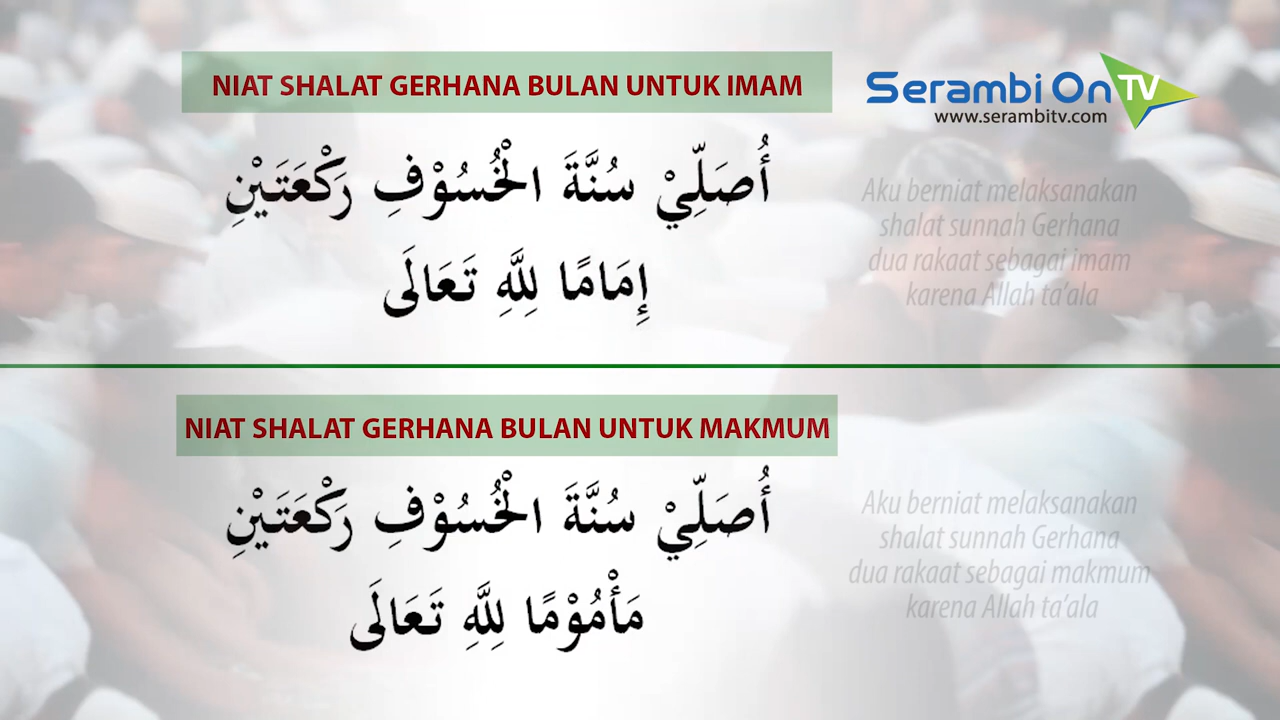 NIAT SHALAT GERHANA BULAN UNTUK IMAM
Serambi On TV
www.serambitv.com
أُصَلِّيْ سُنَّةَ الْخُسُوْفِ رَكْعَتَيْنِ
إِمَامًا لِلَّهِ تَعَالَى
Aku berniat melaksanakan
shalat sunnah Gerhana
dua rakaat sebagai imam
karena Allah ta'ala
NIAT SHALAT GERHANA BULAN UNTUK MAKMUM
أُصَلِّيْ سُنَّةَ الْخُسُوْفِ رَكْعَتَيْنِ
مَأْمُوْمًا لِلَّهِ تَعَالَى
Aku berniat melaksanakan
shalat sunnah Gerhana
dua rakaat sebagai makmum
karena Allah ta'ala